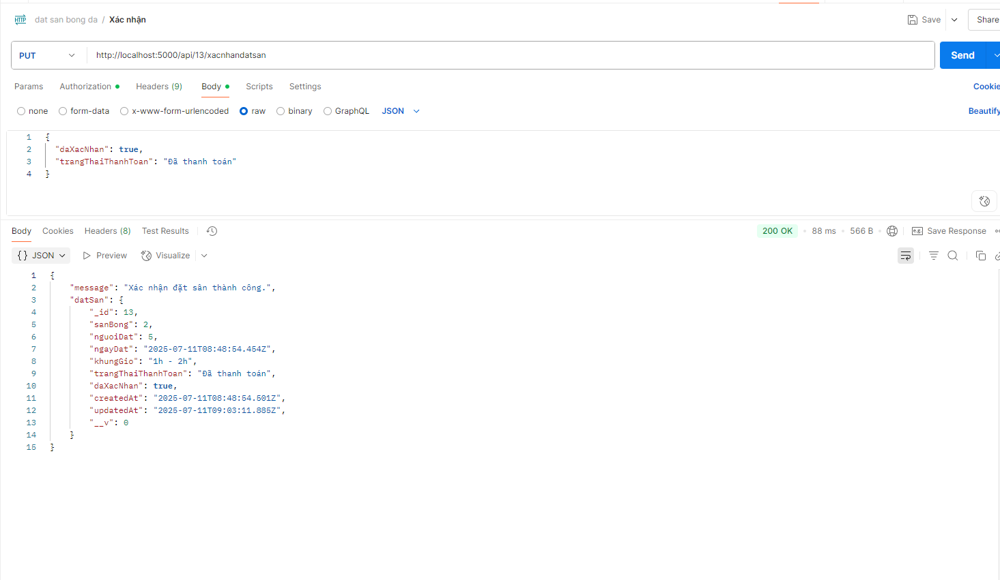 HTTP dat san bong da / Xác nhận Save Share
PUT http://localhost:5000/api/13/xacnhandatsan Send
Params Authorization Headers (9) Body Scripts Settings Cookie
none form-data x-www-form-urlencoded raw binary GraphQL JSON Beautify
1 {
2 "daXacNhan": true,
3 "trangThaiThanhToan": "Đã thanh toán"
4 }
Body Cookies Headers (8) Test Results 200 OK • 88 ms • 566 B • e.g. Save Response
{} JSON Preview Visualize
1 {
2 "message": "Xác nhận đặt sân thành công.",
3 "datSan": {
4 "_id": 13,
5 "sanBong": 2,
6 "nguoiDat": 5,
7 "ngayDat": "2025-07-11T08:48:54.454Z",
8 "khungGio": "1h - 2h",
9 "trangThaiThanhToan": "Đã thanh toán",
10 "daXacNhan": true,
11 "createdAt": "2025-07-11T08:48:54.501Z",
12 "updatedAt": "2025-07-11T09:03:11.885Z",
13 "__v": 0
14 }
15 }